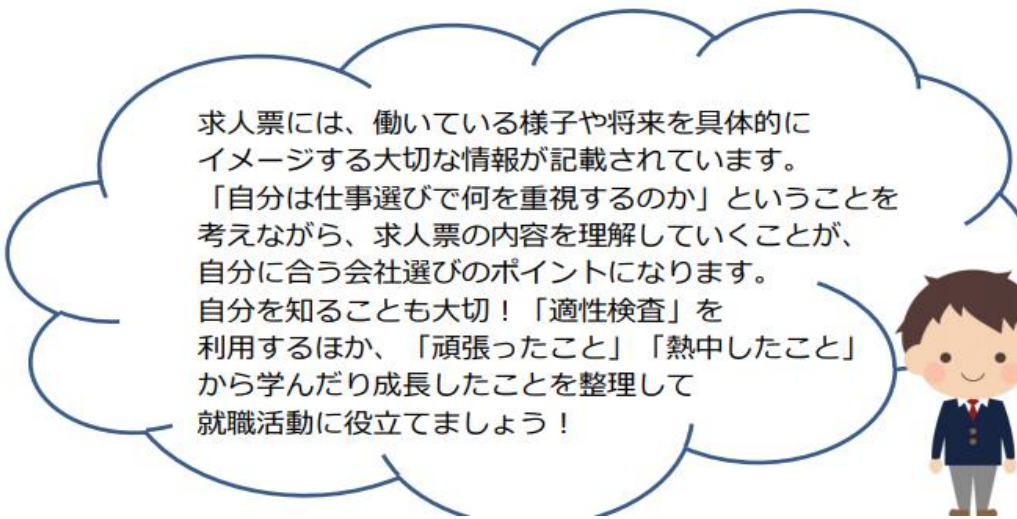 求人票には、働いている様子や将来を具体的に
イメージする大切な情報が記載されています。
「自分は仕事選びで何を重視するのか」ということを
考えながら、求人票の内容を理解していくことが、
自分に合う会社選びのポイントになります。
自分を知ることも大切！「適性検査」を
利用するほか、「頑張ったこと」「熱中したこと」
から学んだり成長したことを整理して
就職活動に役立てましょう！